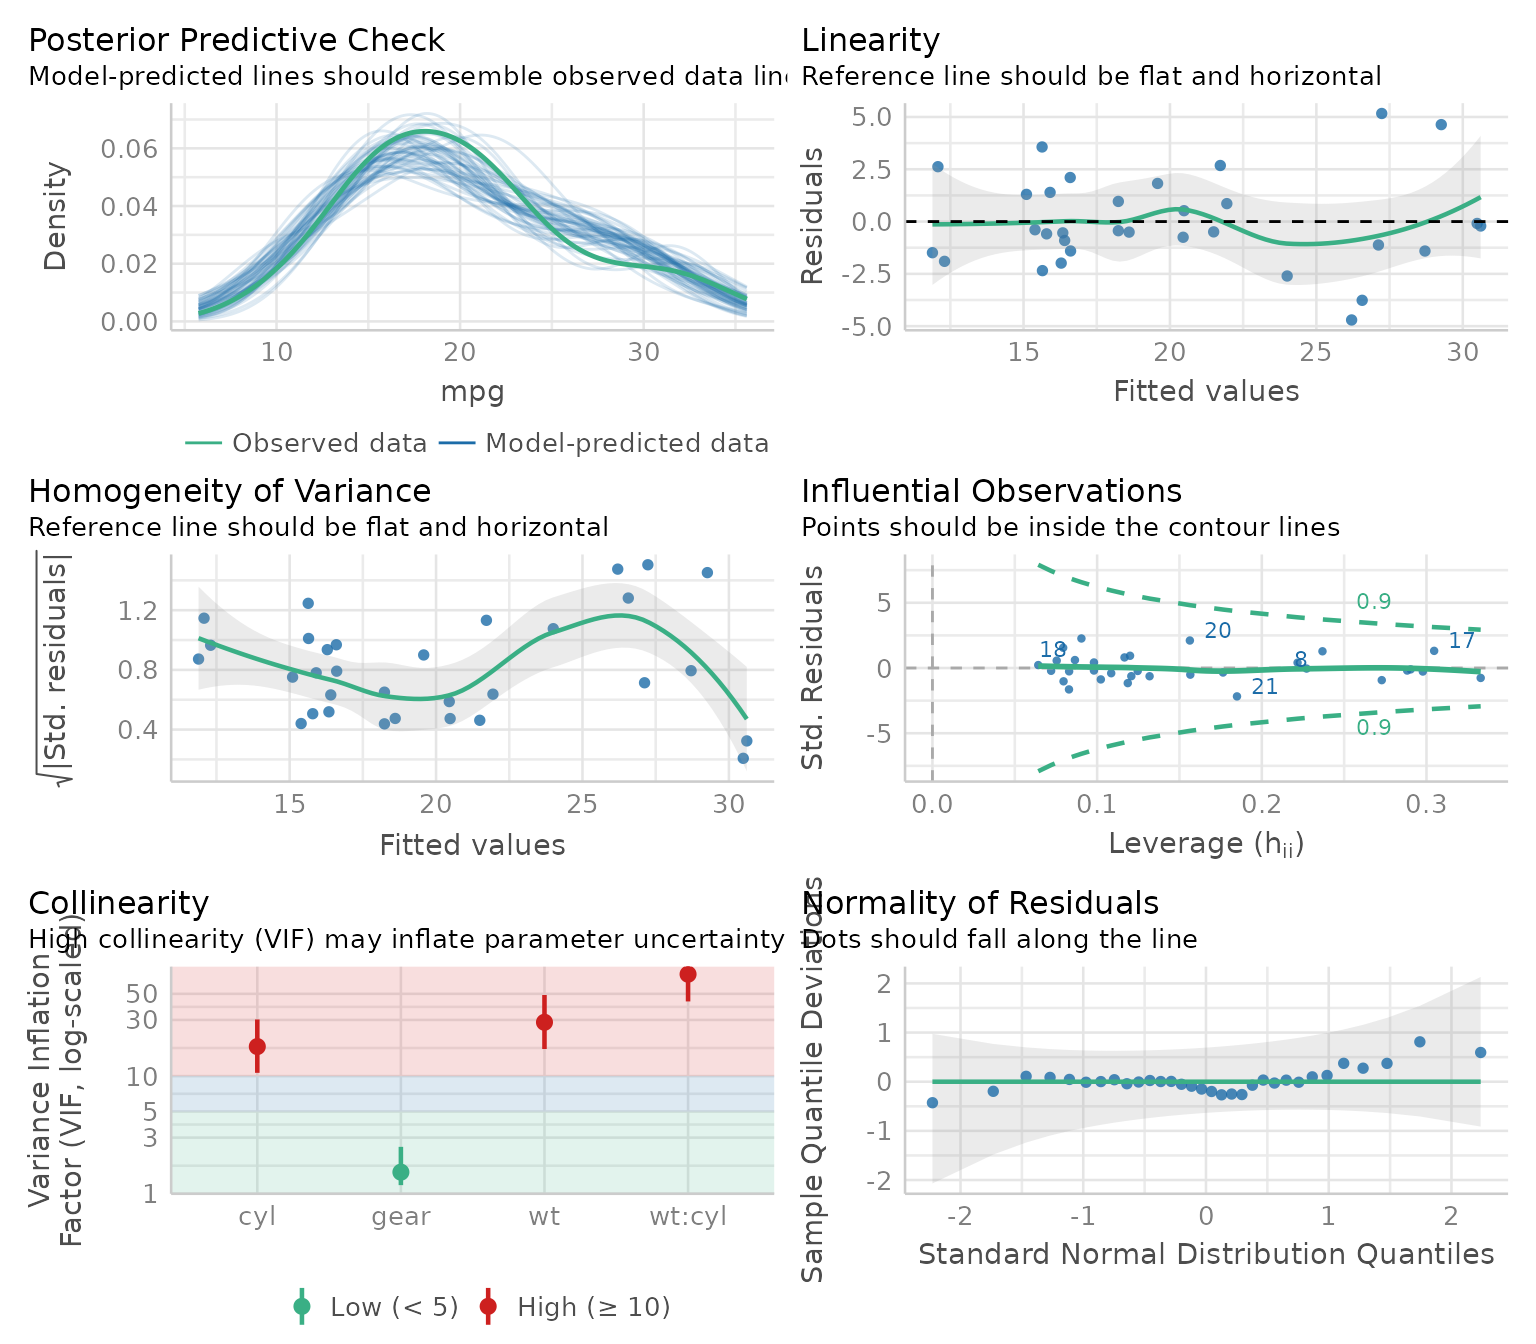 Posterior Predictive Check
Model-predicted lines should resemble observed data
Density
0.06
0.04
0.02
0.00
10 20 30
mpg
Observed data Model-predicted data
Linearity
Reference line should be flat and horizontal
Residuals
5.0
2.5
0.0
-2.5
-5.0
15 20 25 30
Fitted values
Homogeneity of Variance
Reference line should be flat and horizontal
√|Std. residuals|
1.2
0.8
0.4
15 20 25 30
Fitted values
Influential Observations
Points should be inside the contour lines
Std. Residuals
5
0
-5
0.9
20
17
18
8
21
0.9
0.0 0.1 0.2 0.3
Leverage (hii)
Collinearity
High collinearity (VIF) may inflate parameter uncertainty
Variance Inflation
Factor (VIF, log-scaled)
50
30
10
5
3
1
cyl gear wt wt:cyl
Low (< 5) High (≥ 10)
Normality of Residuals
Dots should fall along the line
Sample Quantile Deviations
2
1
0
-1
-2
-2 -1 0 1 2
Standard Normal Distribution Quantiles